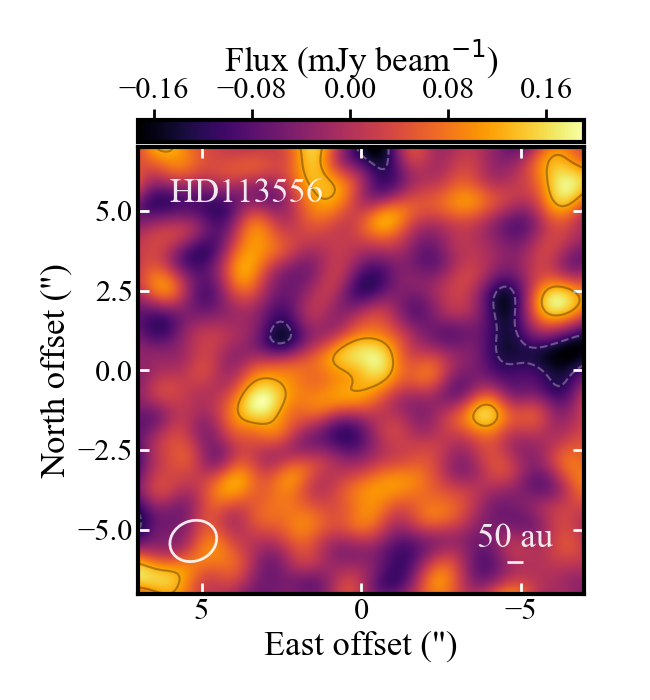 Flux (mJy beam⁻¹)
−0.16 −0.08 0.00 0.08 0.16
HD113556
5.0
2.5
0.0
−2.5
−5.0
North offset (")
50 au
5 0 −5
East offset (")